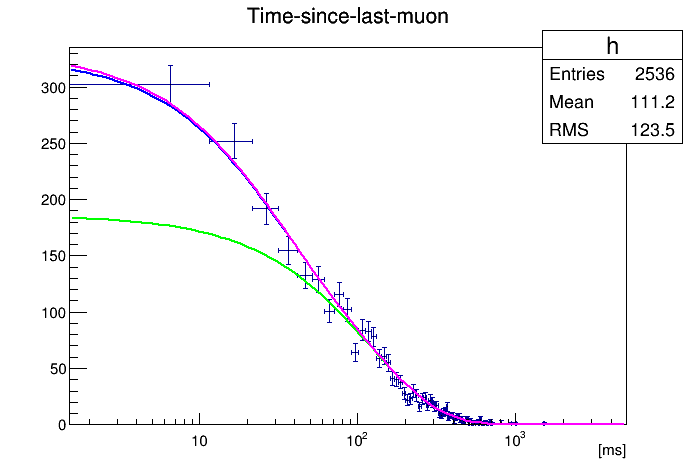 Time-since-last-muon
h
Entries 2536
Mean 111.2
RMS 123.5
300
250
200
150
100
50
0
10 10² 10³
[ms]